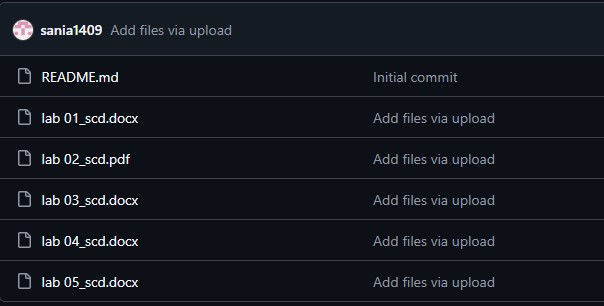 sania1409 Add files via upload
README.md Initial commit
lab 01_scd.docx Add files via upload
lab 02_scd.pdf Add files via upload
lab 03_scd.docx Add files via upload
lab 04_scd.docx Add files via upload
lab 05_scd.docx Add files via upload